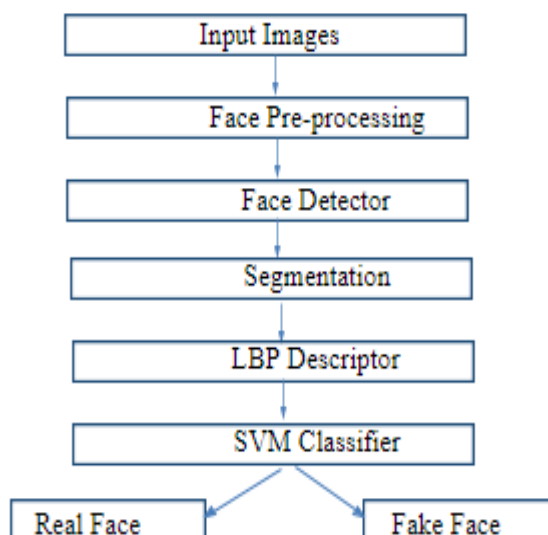 Input Images
Face Pre-processing
Face Detector
Segmentation
LBP Descriptor
SVM Classifier
Real Face
Fake Face